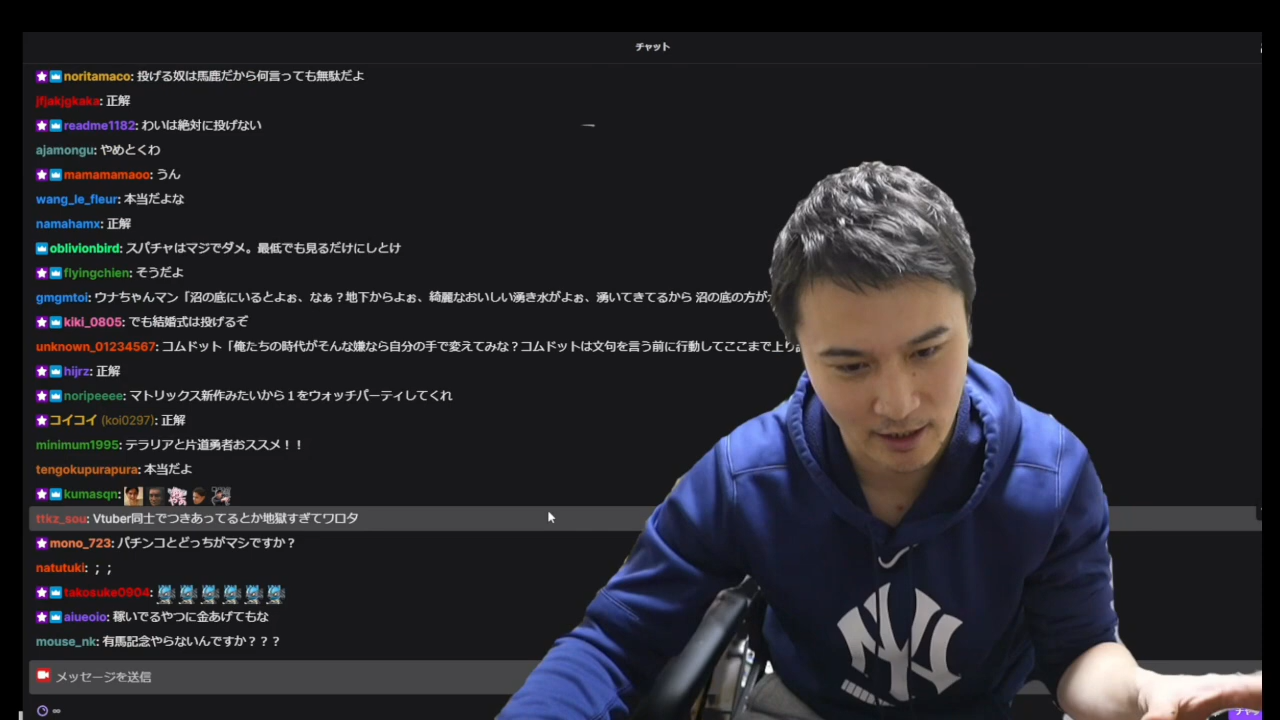 チャット
noritamaco: 投げる奴は馬鹿だから何言っても無駄だよ
jfjakjgkaka: 正解
readme1182: わいは絶対に投げない
ajamongu: やめとくわ
mamamamaoo: うん
wang_le_fleur: 本当だよな
namahamx: 正解
oblivionbird: スパチャはマジでダメ。最低でも見るだけにしとけ
flyingchien: そうだよ
gmgmtoi: ウナちゃんマン「沼の底にいるとよぉ、なぁ？地下からよぉ、綺麗なおいしい湧き水がよぉ、湧いてきてるから 沼の底の方が
kiki_0805: でも結婚式は投げるぞ
unknown_01234567: コムドット「俺たちの時代がそんな嫌なら自分の手で変えてみな？コムドットは文句を言う前に行動してここまで上り
hijrz: 正解
noripeeee: マトリックス新作みたいから１をウォッチパーティしてくれ
コイコイ (koi0297): 正解
minimum1995: テラリアと片道勇者おススメ！！
tengokupurapura: 本当だよ
kumasqn:
ttkz_sou: Vtuber同士でつきあってるとか地獄すぎてワロタ
mono_723: パチンコとどっちがマシですか？
natutuki: ；；
takosuke0904:
aiueoio: 稼いでるやつに金あげてもな
mouse_nk: 有馬記念やらないんですか？？？
メッセージを送信
∞
NY